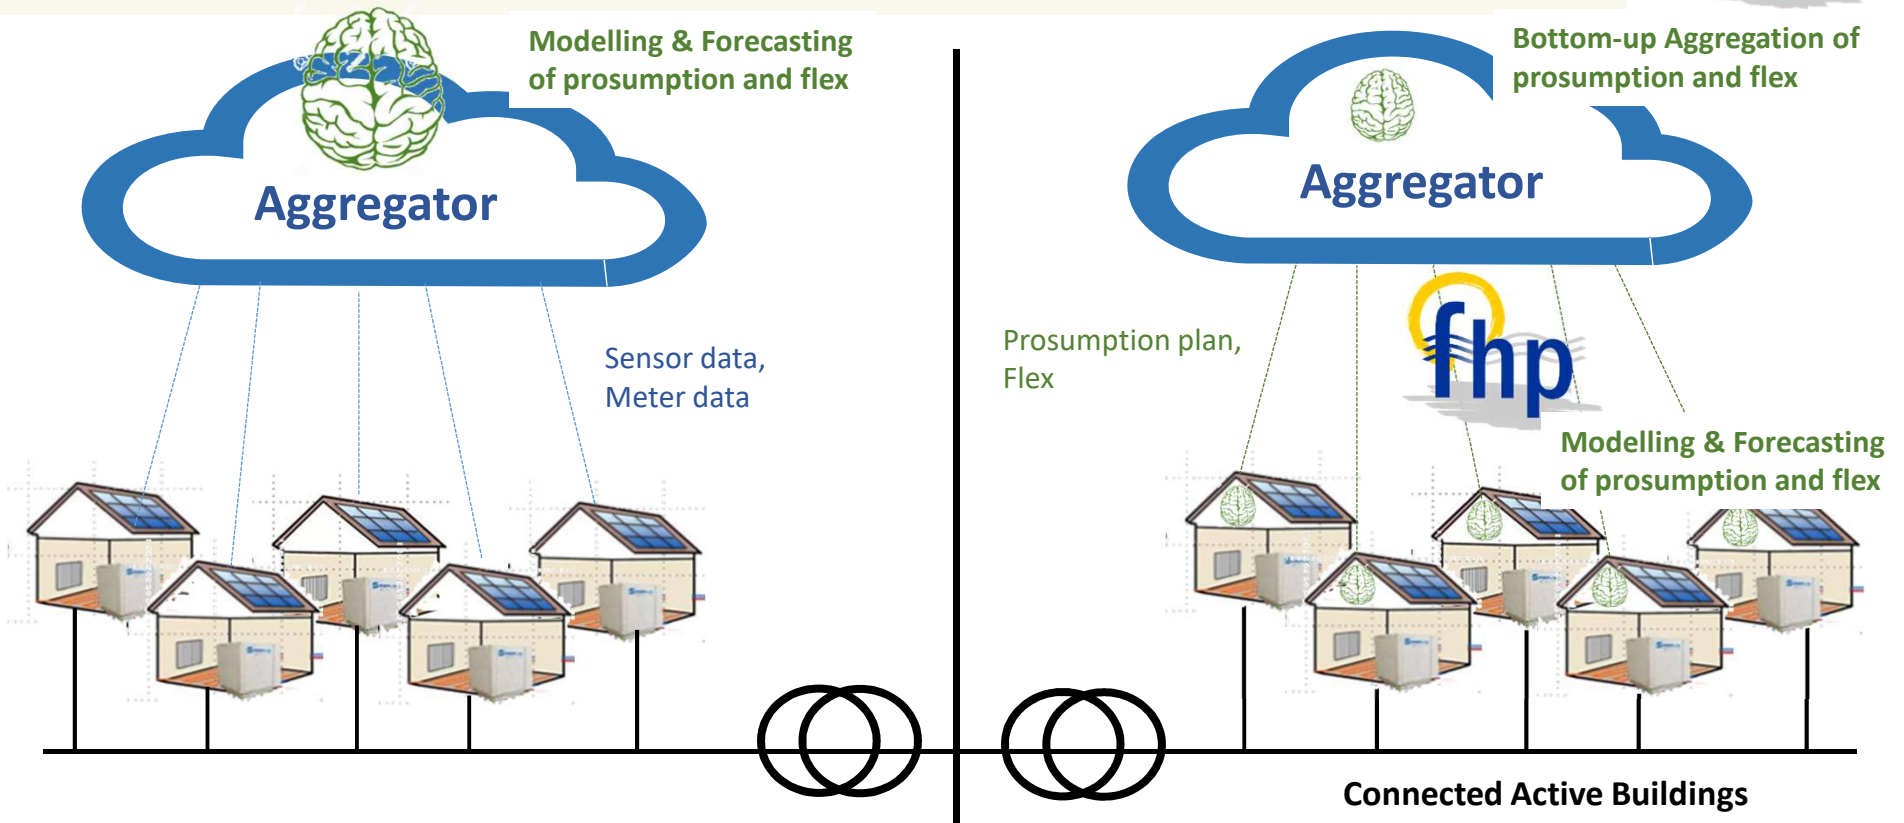 Modelling & Forecasting
of prosumption and flex
Aggregator
Sensor data,
Meter data
Bottom-up Aggregation of
prosumption and flex
Aggregator
Prosumption plan,
Flex
fhp
Modelling & Forecasting
of prosumption and flex
Connected Active Buildings